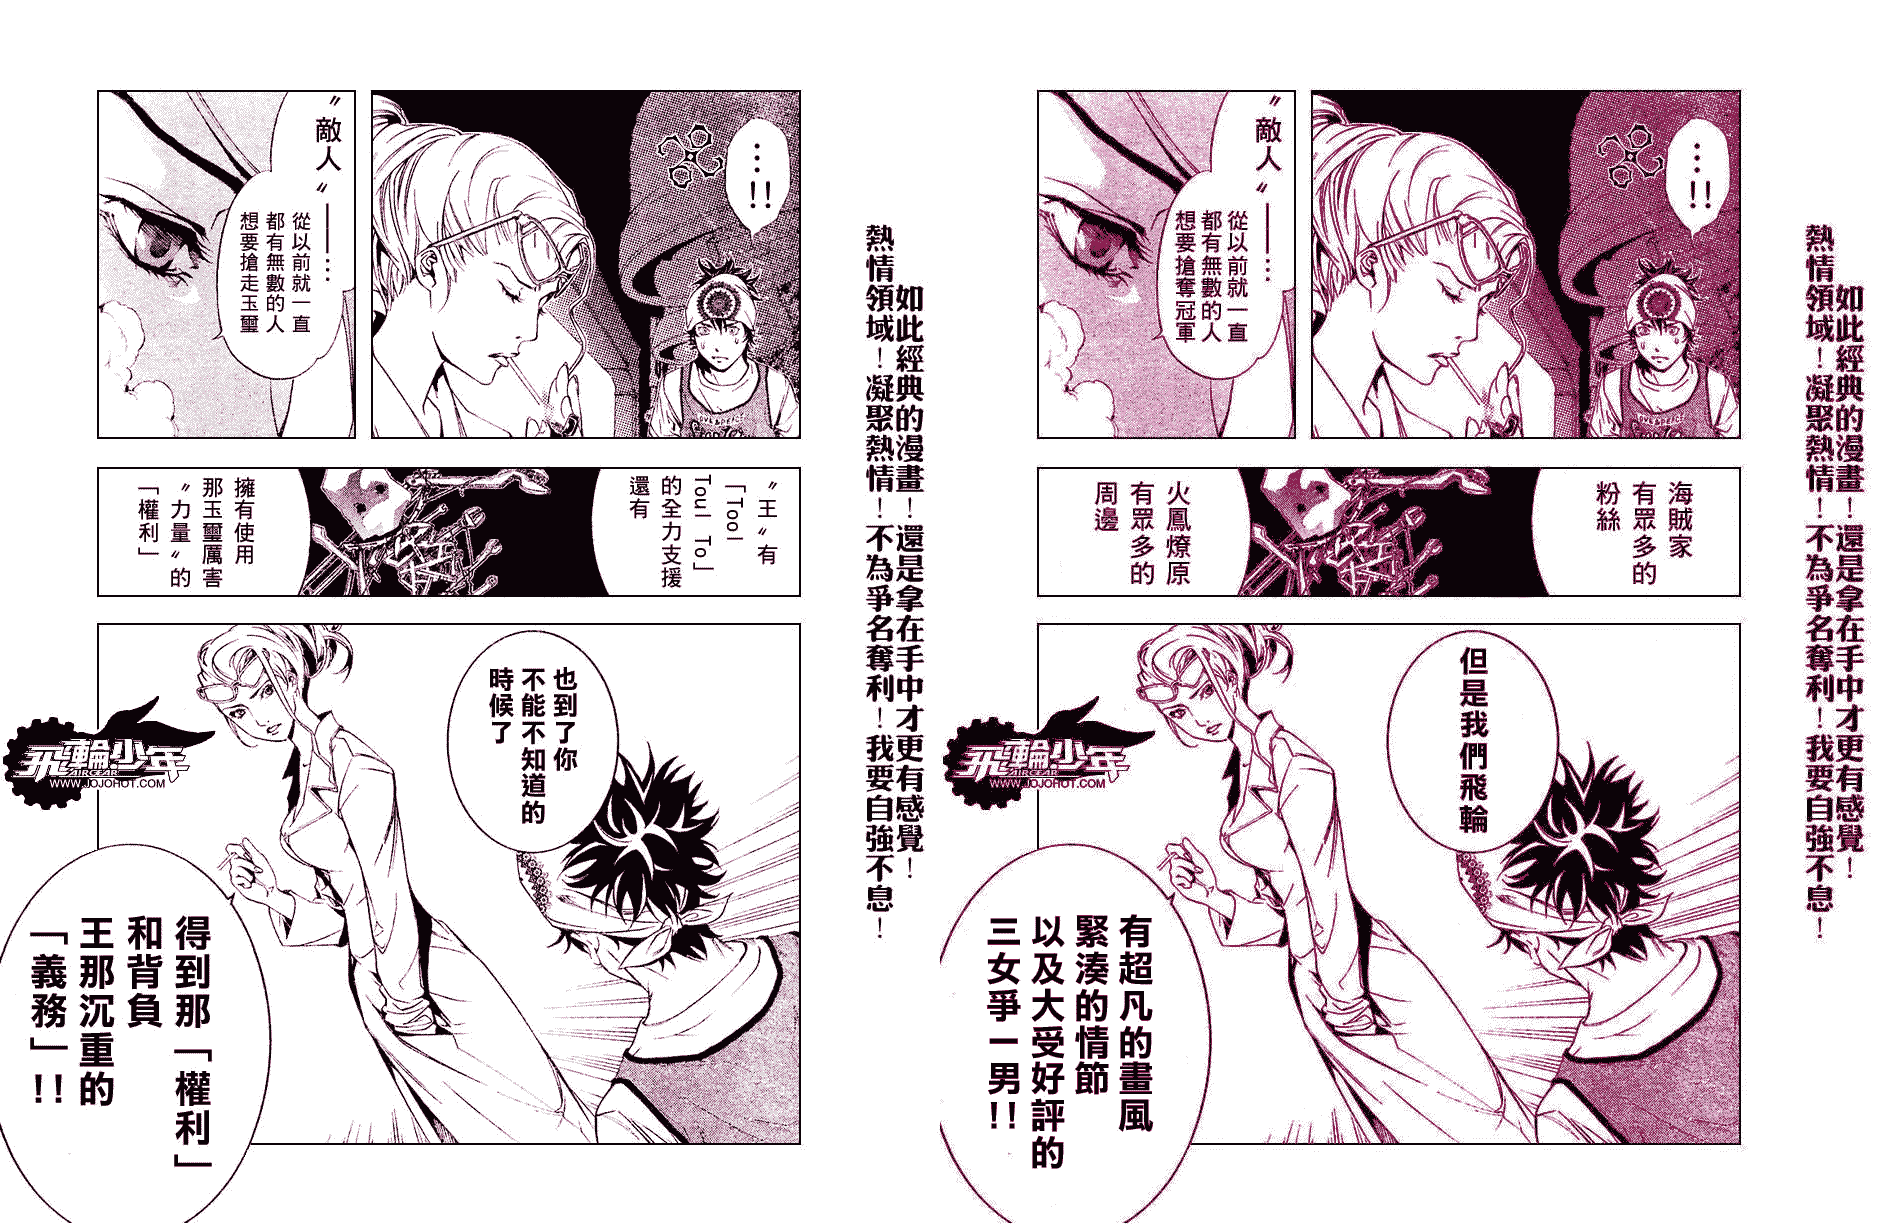 …!!
〝敵人〞——…
從以前就一直
都有無數的人
想要搶奪冠軍
海賊家
有眾多的
粉絲
火鳳燎原
有眾多的
周邊
但是我們飛輪
有超凡的畫風
緊湊的情節
以及大受好評的
三女爭一男!!
飛輪少年
AIRGEAR
WWW.JOJOHOT.COM
如此經典的漫畫！還是拿在手中才更有感覺！
熱情領域！凝聚熱情！不為爭名奪利！我要自強不息！
…!!
〝敵人〞——…
從以前就一直
都有無數的人
想要搶走玉璽
〝王〞有
「Tool
Toul To」
的全力支援
還有
擁有使用
那玉璽厲害
〝力量〞的
「權利」
也到了你
不能不知道的
時候了
得到那「權利」
和背負
王那沉重的
「義務」!!
飛輪少年
AIRGEAR
WWW.JOJOHOT.COM
如此經典的漫畫！還是拿在手中才更有感覺！
熱情領域！凝聚熱情！不為爭名奪利！我要自強不息！